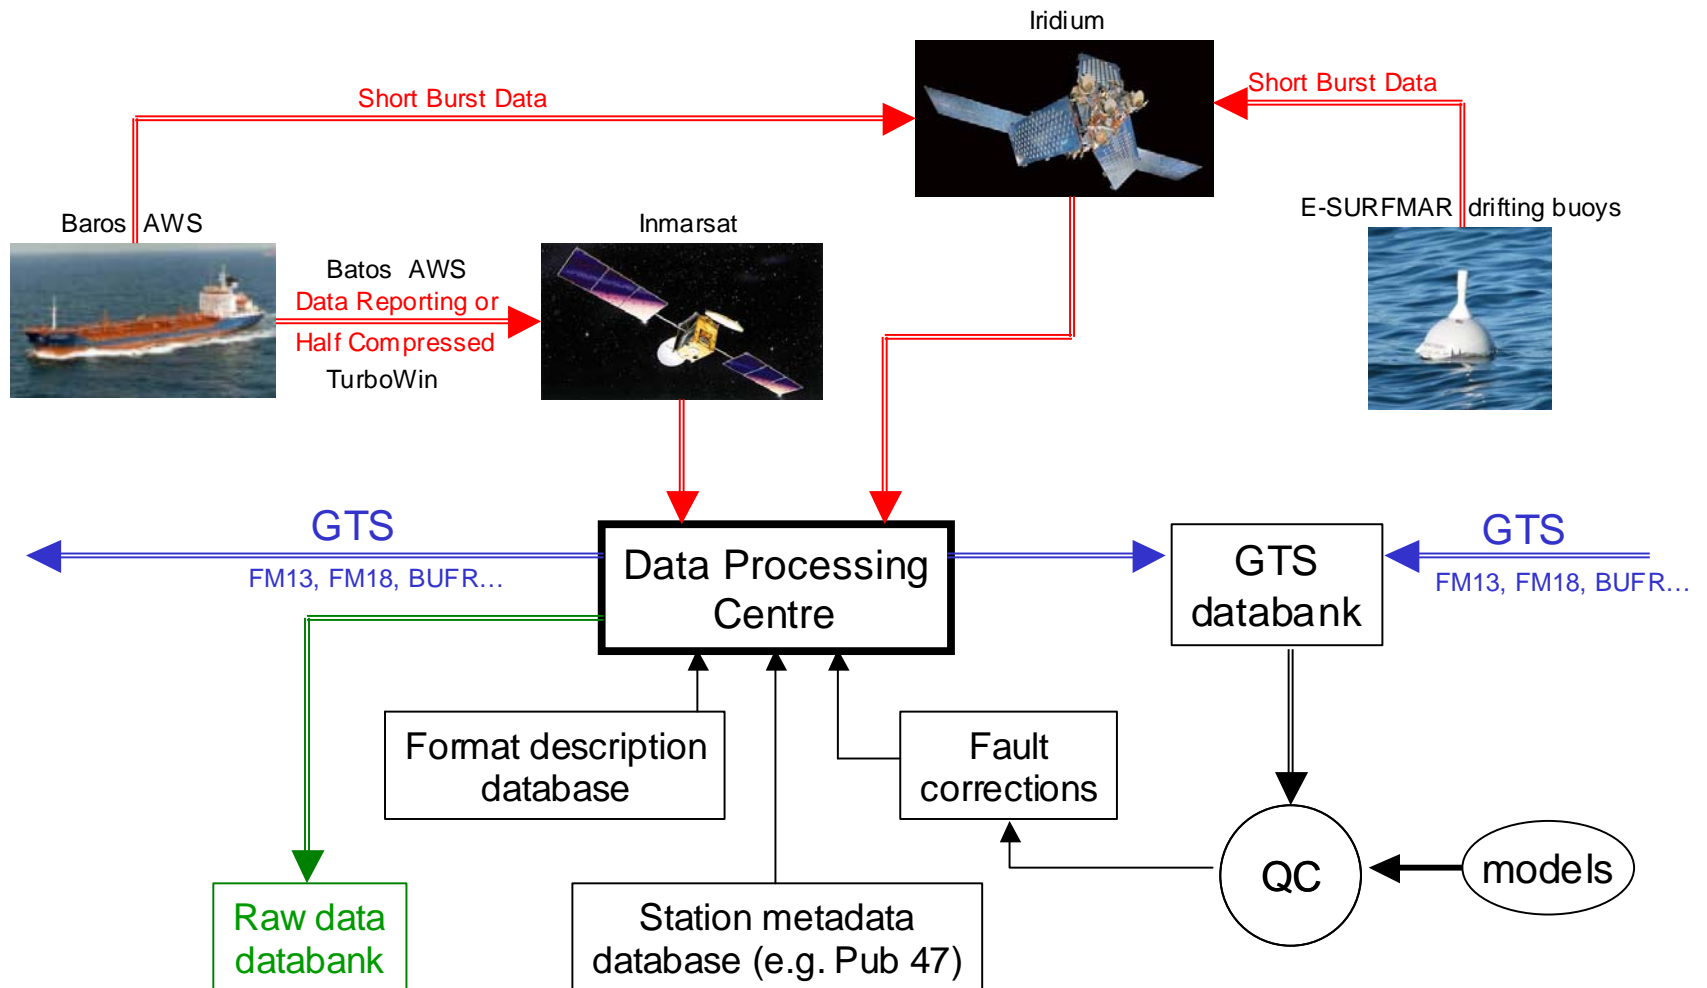 Iridium
Short Burst Data
Short Burst Data
Baros AWS
Inmarsat
E-SURFMAR drifting buoys
Batos AWS
Data Reporting or
Half Compressed
TurboWin
GTS
FM13, FM18, BUFR...
Data Processing
Centre
GTS
databank
GTS
FM13, FM18, BUFR...
Format description
database
Fault
corrections
QC
models
Raw data
databank
Station metadata
database (e.g. Pub 47)